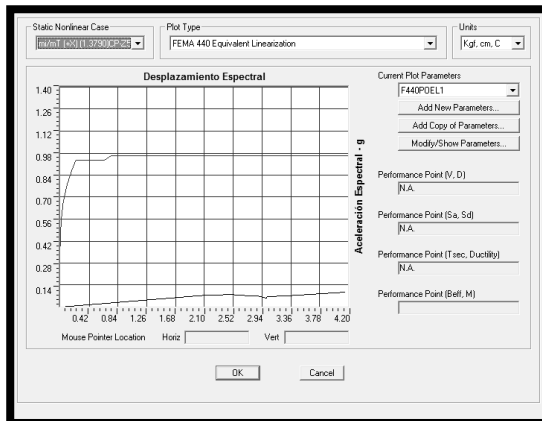 Static Nonlinear Case
Plot Type
FEMA 440 Equivalent Linearization
Units
Kgf, cm, C
Desplazamiento Espectral
1.40
1.26
1.12
0.98
0.84
0.70
0.56
0.42
0.28
0.14
0.42 0.84 1.26 1.68 2.10 2.52 2.94 3.36 3.78 4.20
Aceleración Espectral - g
Mouse Pointer Location Horiz Vert
Current Plot Parameters
F440POEL1
Add New Parameters...
Add Copy of Parameters...
Modify/Show Parameters...
Performance Point (V, D)
N.A.
Performance Point (Sa, Sd)
N.A.
Performance Point (Tsec, Ductility)
N.A.
Performance Point (Beff, M)
OK
Cancel